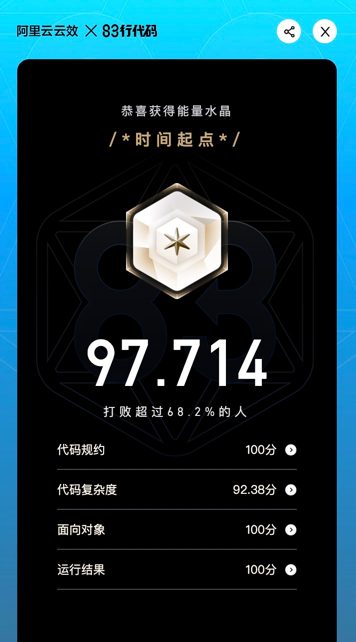 阿里云云效 × 83行代码
恭喜获得能量水晶
/*时间起点*/
97.714
打败超过68.2%的人
代码规约 100分
代码复杂度 92.38分
面向对象 100分
运行结果 100分